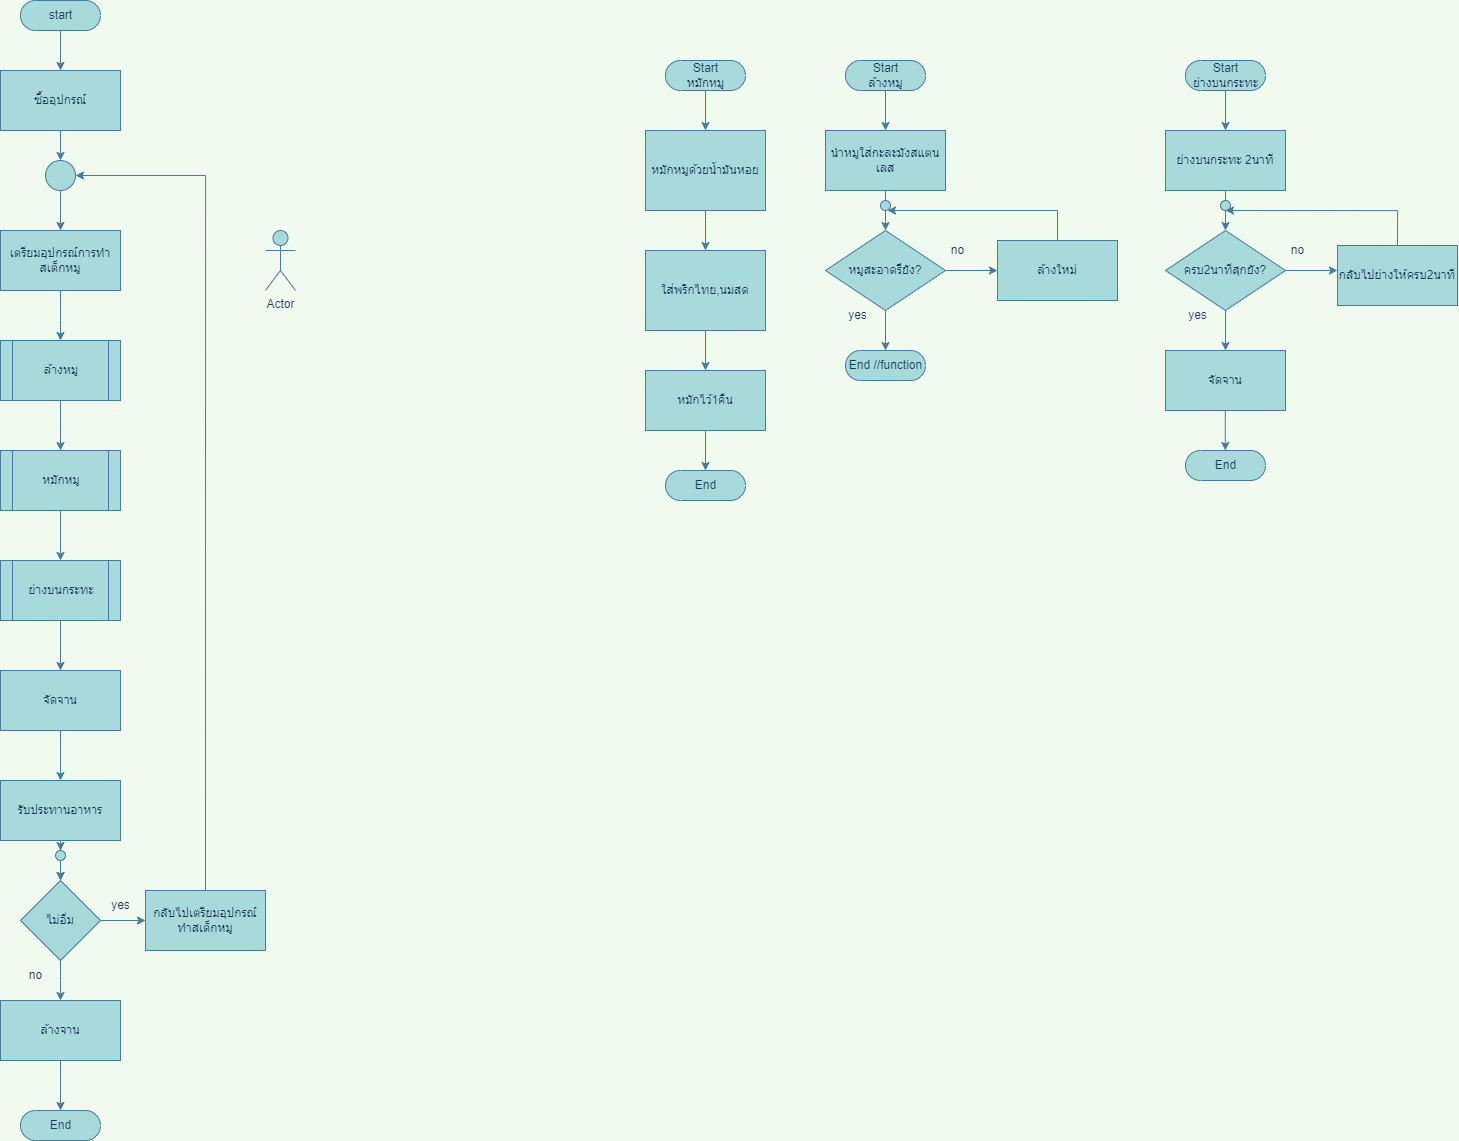 start
ซื้ออุปกรณ์
เตรียมอุปกรณ์การทำ
สเต็กหมู
ล้างหมู
หมักหมู
ย่างบนกระทะ
จัดจาน
รับประทานอาหาร
ไม่อิ่ม
yes
กลับไปเตรียมอุปกรณ์
ทำสเต็กหมู
no
ล้างจาน
End
Actor
Start
หมักหมู
หมักหมูด้วยน้ำมันหอย
ใส่พริกไทย,นมสด
หมักไว้1คืน
End
Start
ล้างหมู
นำหมูใส่กะละมังสแตน
เลส
หมูสะอาดรึยัง?
no
ล้างใหม่
yes
End //function
Start
ย่างบนกระทะ
ย่างบนกระทะ 2นาที
ครบ2นาทีสุกยัง?
no
กลับไปย่างให้ครบ2นาที
yes
จัดจาน
End